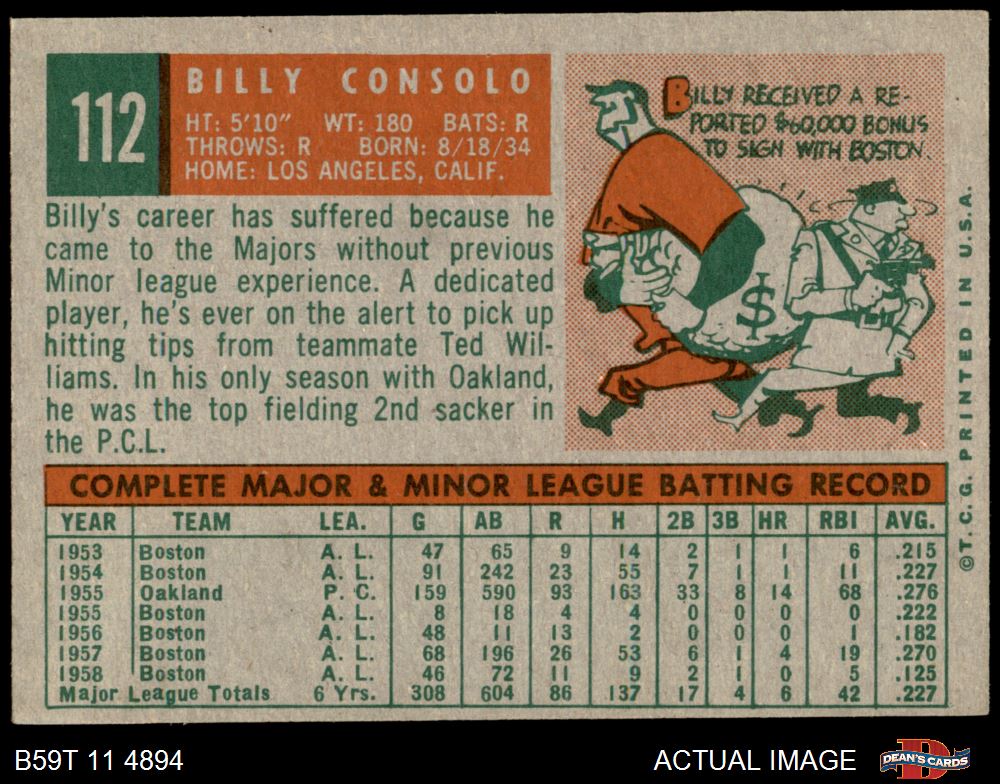 112
BILLY CONSOLO
HT: 5'10" WT: 180 BATS: R
THROWS: R BORN: 8/18/34
HOME: LOS ANGELES, CALIF.
BILLY RECEIVED A RE-
PORTED $60,000 BONUS
TO SIGN WITH BOSTON.
$
Billy's career has suffered because he
came to the Majors without previous
Minor league experience. A dedicated
player, he's ever on the alert to pick up
hitting tips from teammate Ted Wil-
liams. In his only season with Oakland,
he was the top fielding 2nd sacker in
the P.C.L.
COMPLETE MAJOR & MINOR LEAGUE BATTING RECORD
YEAR TEAM LEA. G AB R H 2B 3B HR RBI AVG.
1953 Boston A. L. 47 65 9 14 2 1 1 6 .215
1954 Boston A. L. 91 242 23 55 7 1 1 11 .227
1955 Oakland P. C. 159 590 93 163 33 8 14 68 .276
1955 Boston A. L. 8 18 4 4 0 0 0 0 .222
1956 Boston A. L. 48 11 13 2 0 0 0 1 .182
1957 Boston A. L. 68 196 26 53 6 1 4 19 .270
1958 Boston A. L. 46 72 11 9 2 1 0 5 .125
Major League Totals 6 Yrs. 308 604 86 137 17 4 6 42 .227
©T. C. G. PRINTED IN U.S.A.
B59T 11 4894
ACTUAL IMAGE
D
DEAN'S CARDS